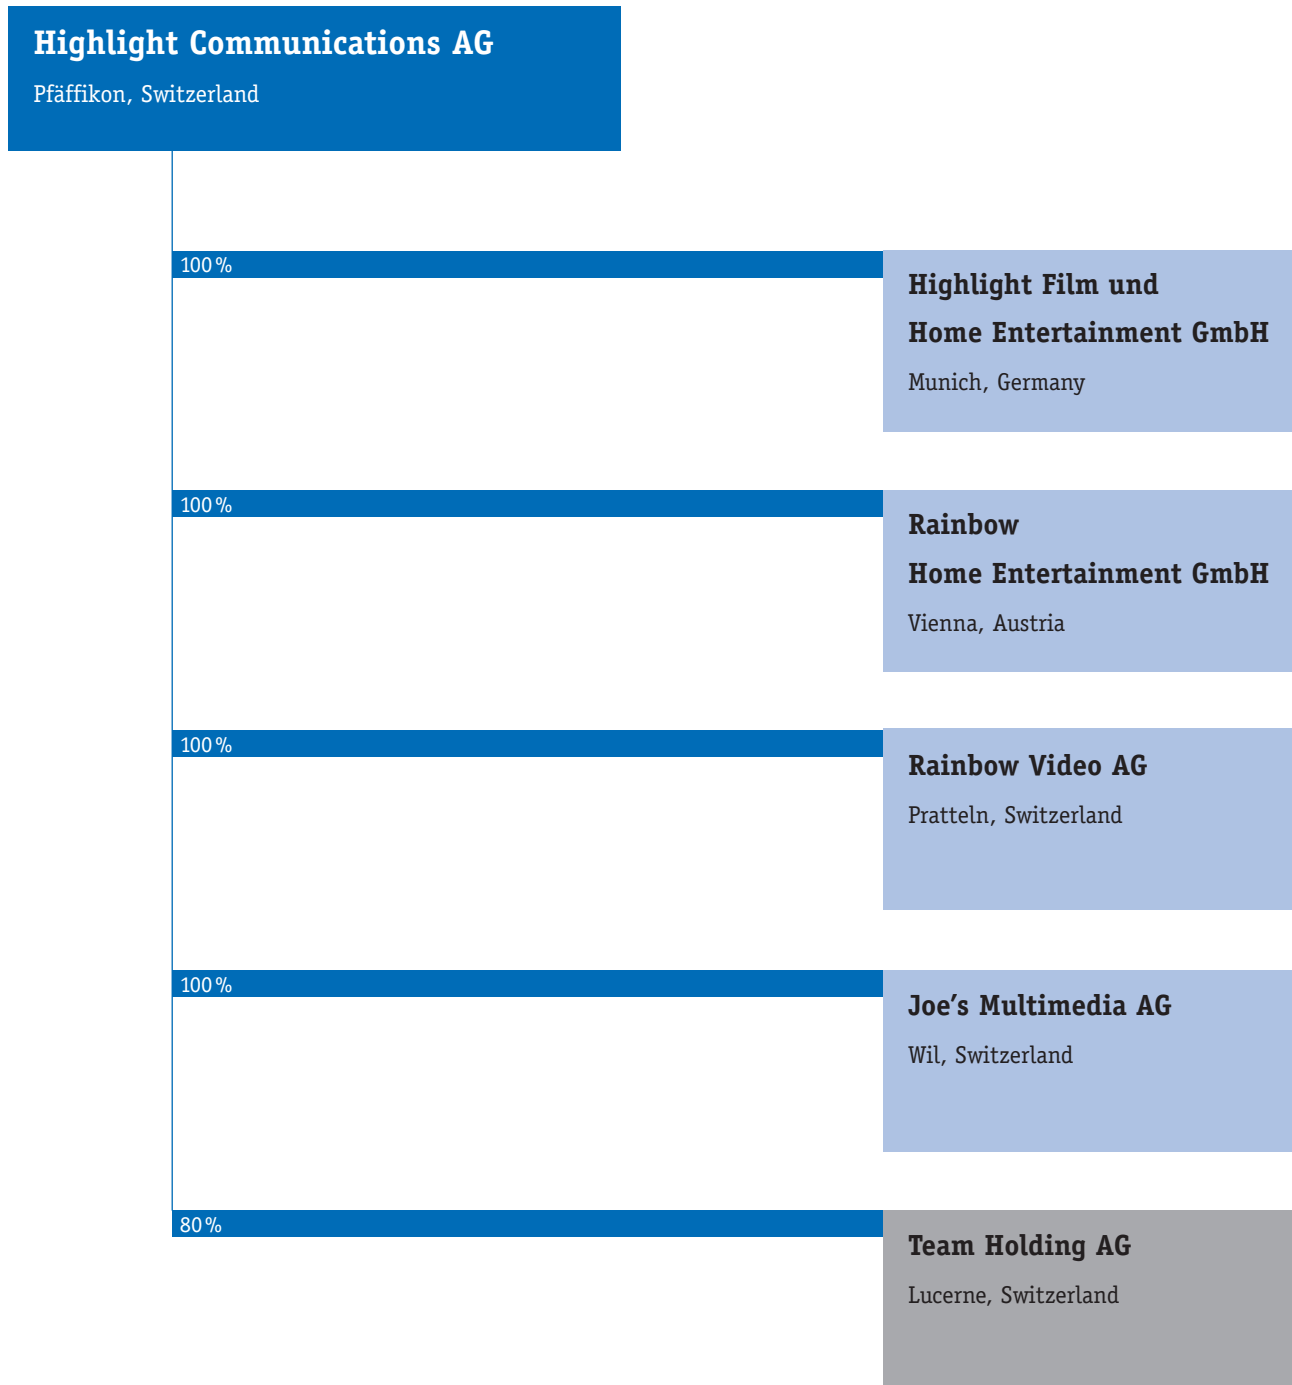 Highlight Communications AG
Pfäffikon, Switzerland
100 %
Highlight Film und
Home Entertainment GmbH
Munich, Germany
100 %
Rainbow
Home Entertainment GmbH
Vienna, Austria
100 %
Rainbow Video AG
Pratteln, Switzerland
100 %
Joe’s Multimedia AG
Wil, Switzerland
80 %
Team Holding AG
Lucerne, Switzerland